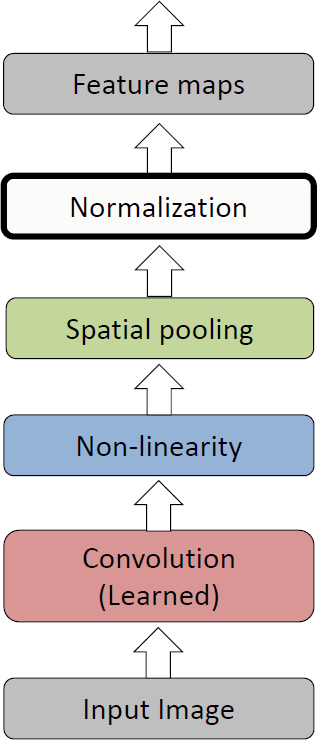 Feature maps
Normalization
Spatial pooling
Non-linearity
Convolution
(Learned)
Input Image